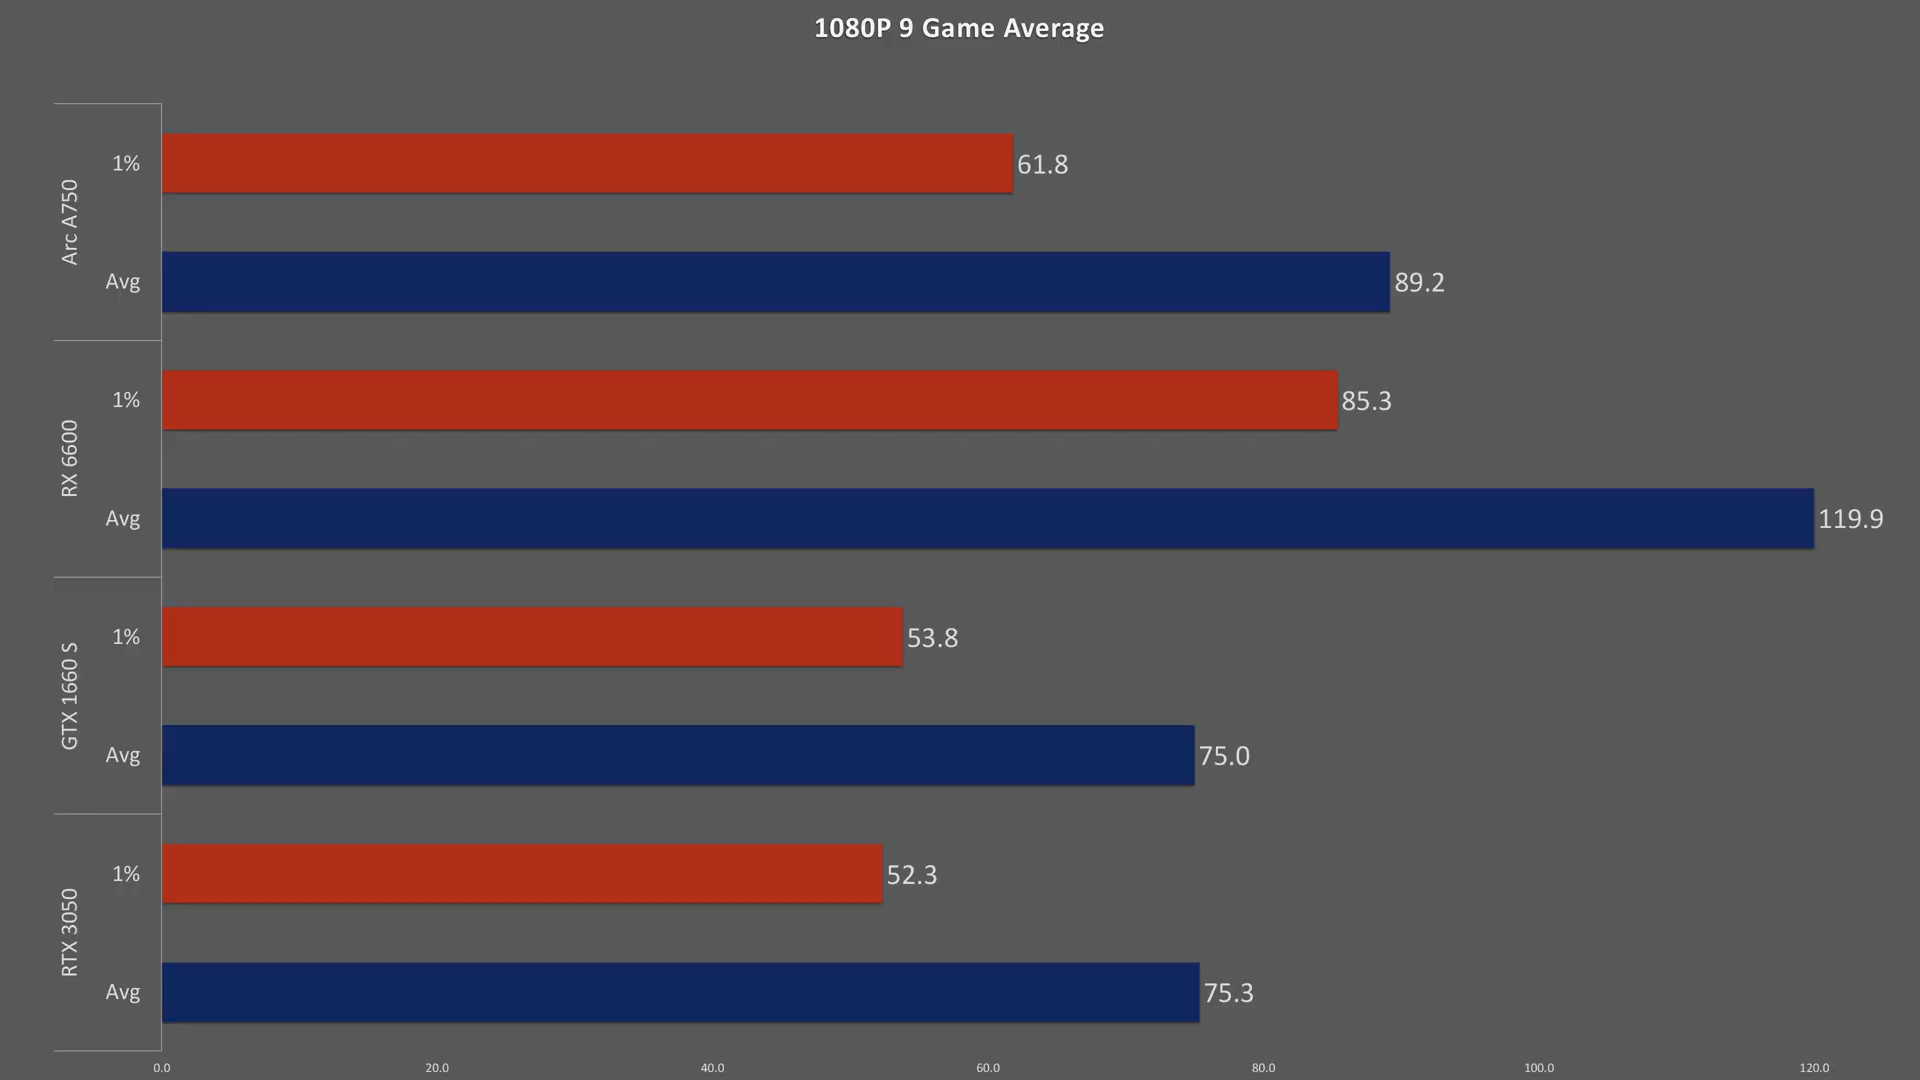 1080P 9 Game Average
Arc A750
1%
61.8
Avg
89.2
RX 6600
1%
85.3
Avg
119.9
GTX 1660 S
1%
53.8
Avg
75.0
RTX 3050
1%
52.3
Avg
75.3
0.0 20.0 40.0 60.0 80.0 100.0 120.0